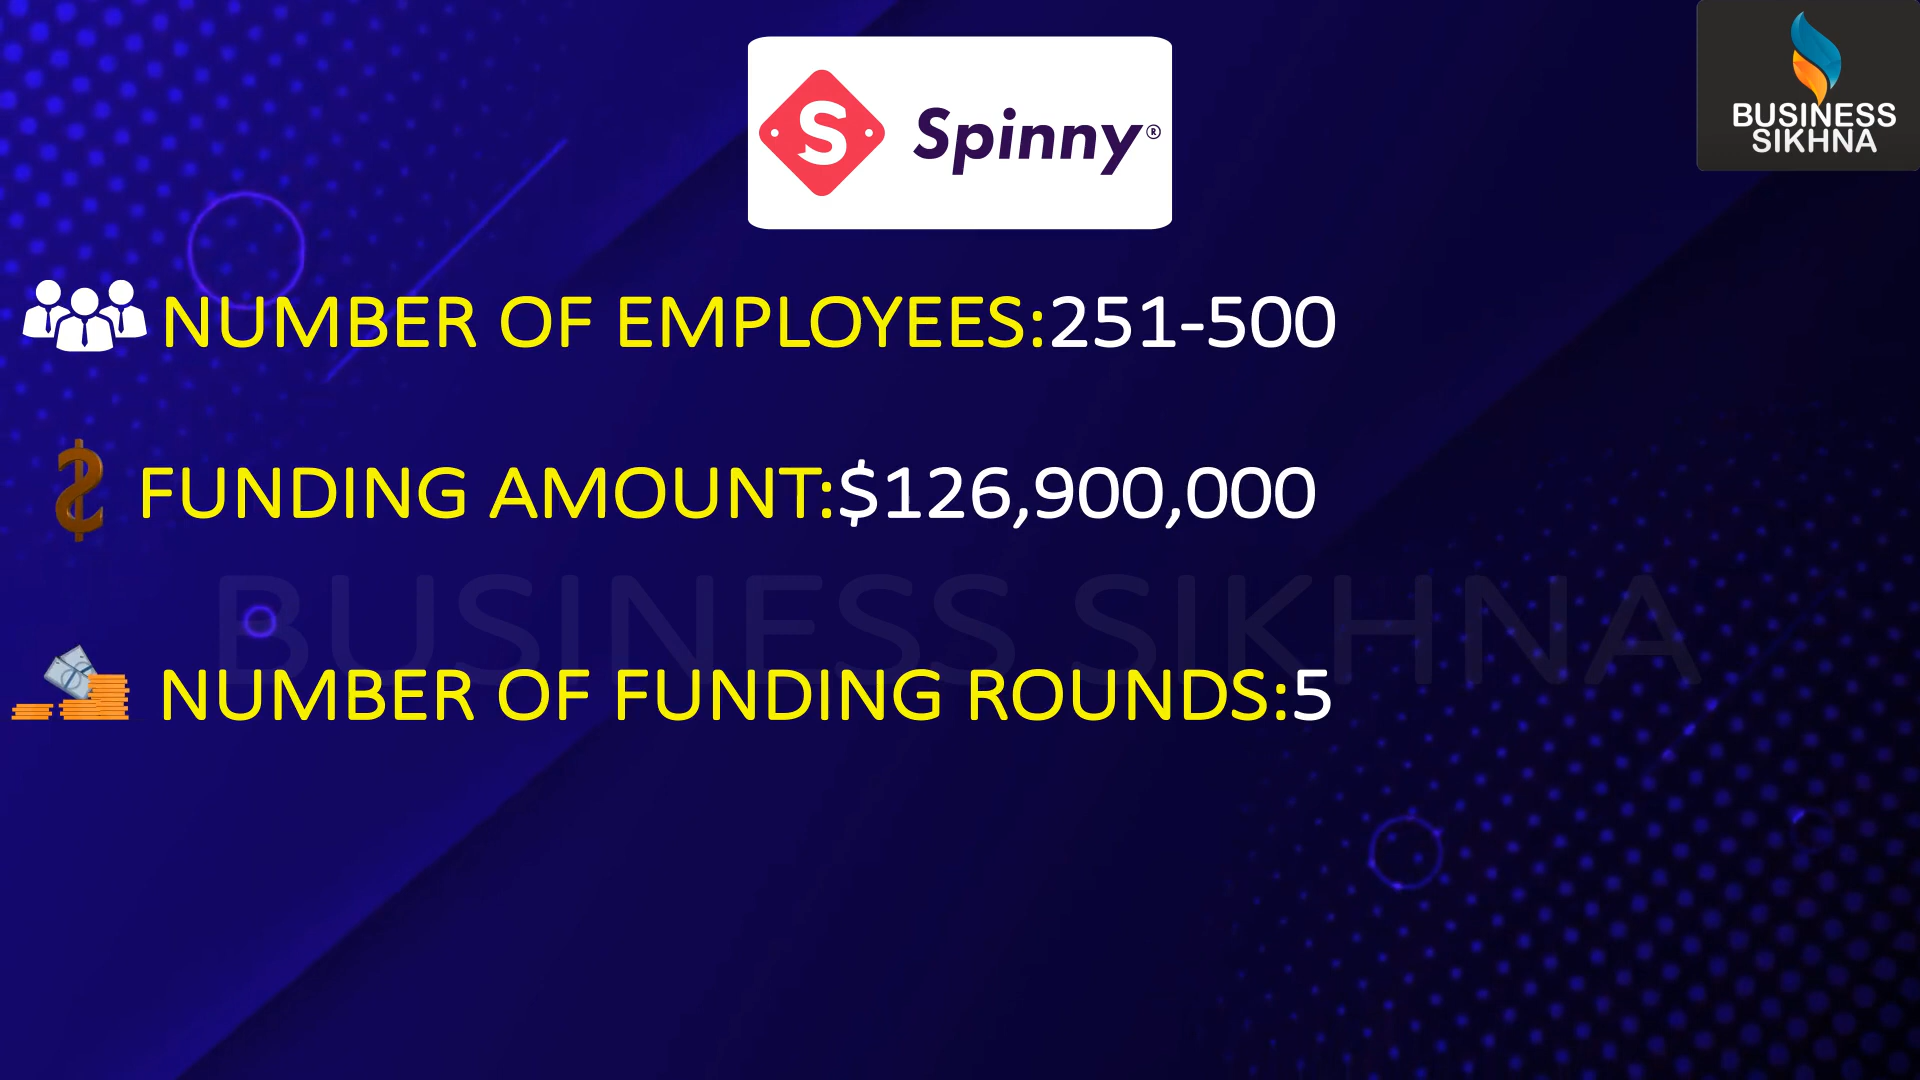 S Spinny®
BUSINESS
SIKHNA
NUMBER OF EMPLOYEES:251-500
FUNDING AMOUNT:$126,900,000
BUSINESS SIKHNA
NUMBER OF FUNDING ROUNDS:5